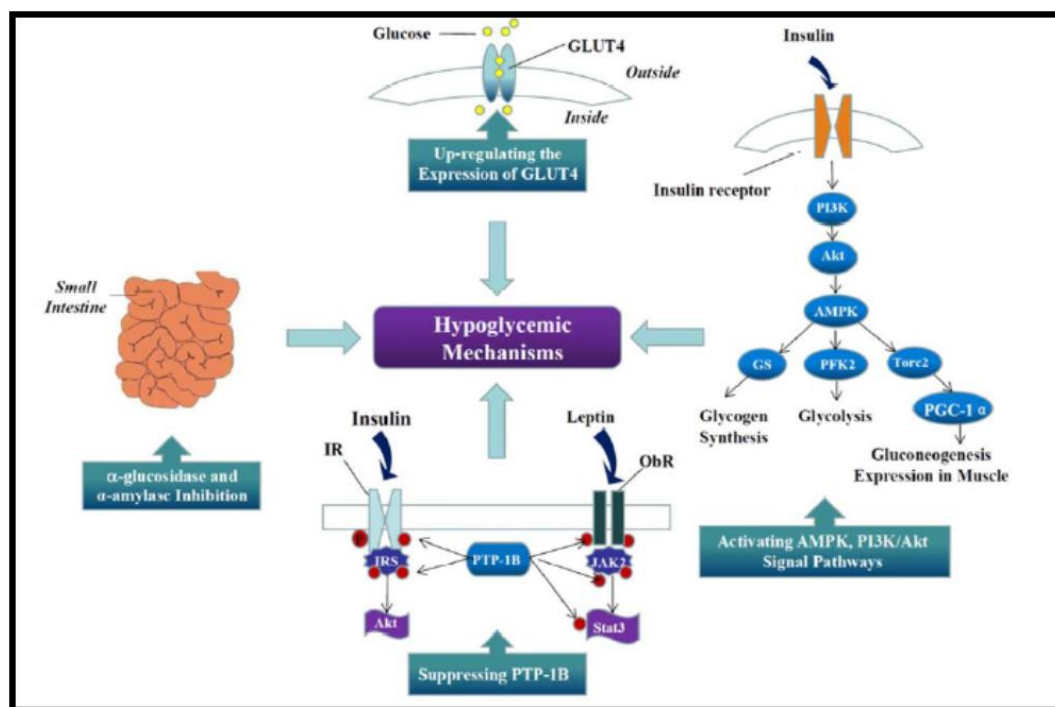 Glucose
GLUT4
Outside
Inside
Up-regulating the
Expression of GLUT4
Insulin
Insulin receptor
PI3K
Akt
AMPK
GS
PFK2
Torc2
PGC-1 α
Glycogen
Synthesis
Glycolysis
Gluconeogenesis
Expression in Muscle
Activating AMPK, PI3K/Akt
Signal Pathways
Small
Intestine
α-glucosidase and
α-amylase Inhibition
Hypoglycemic
Mechanisms
Insulin
IR
Leptin
ObR
P
IRS
PTP-1B
JAK2
Akt
Stat3
Suppressing PTP-1B